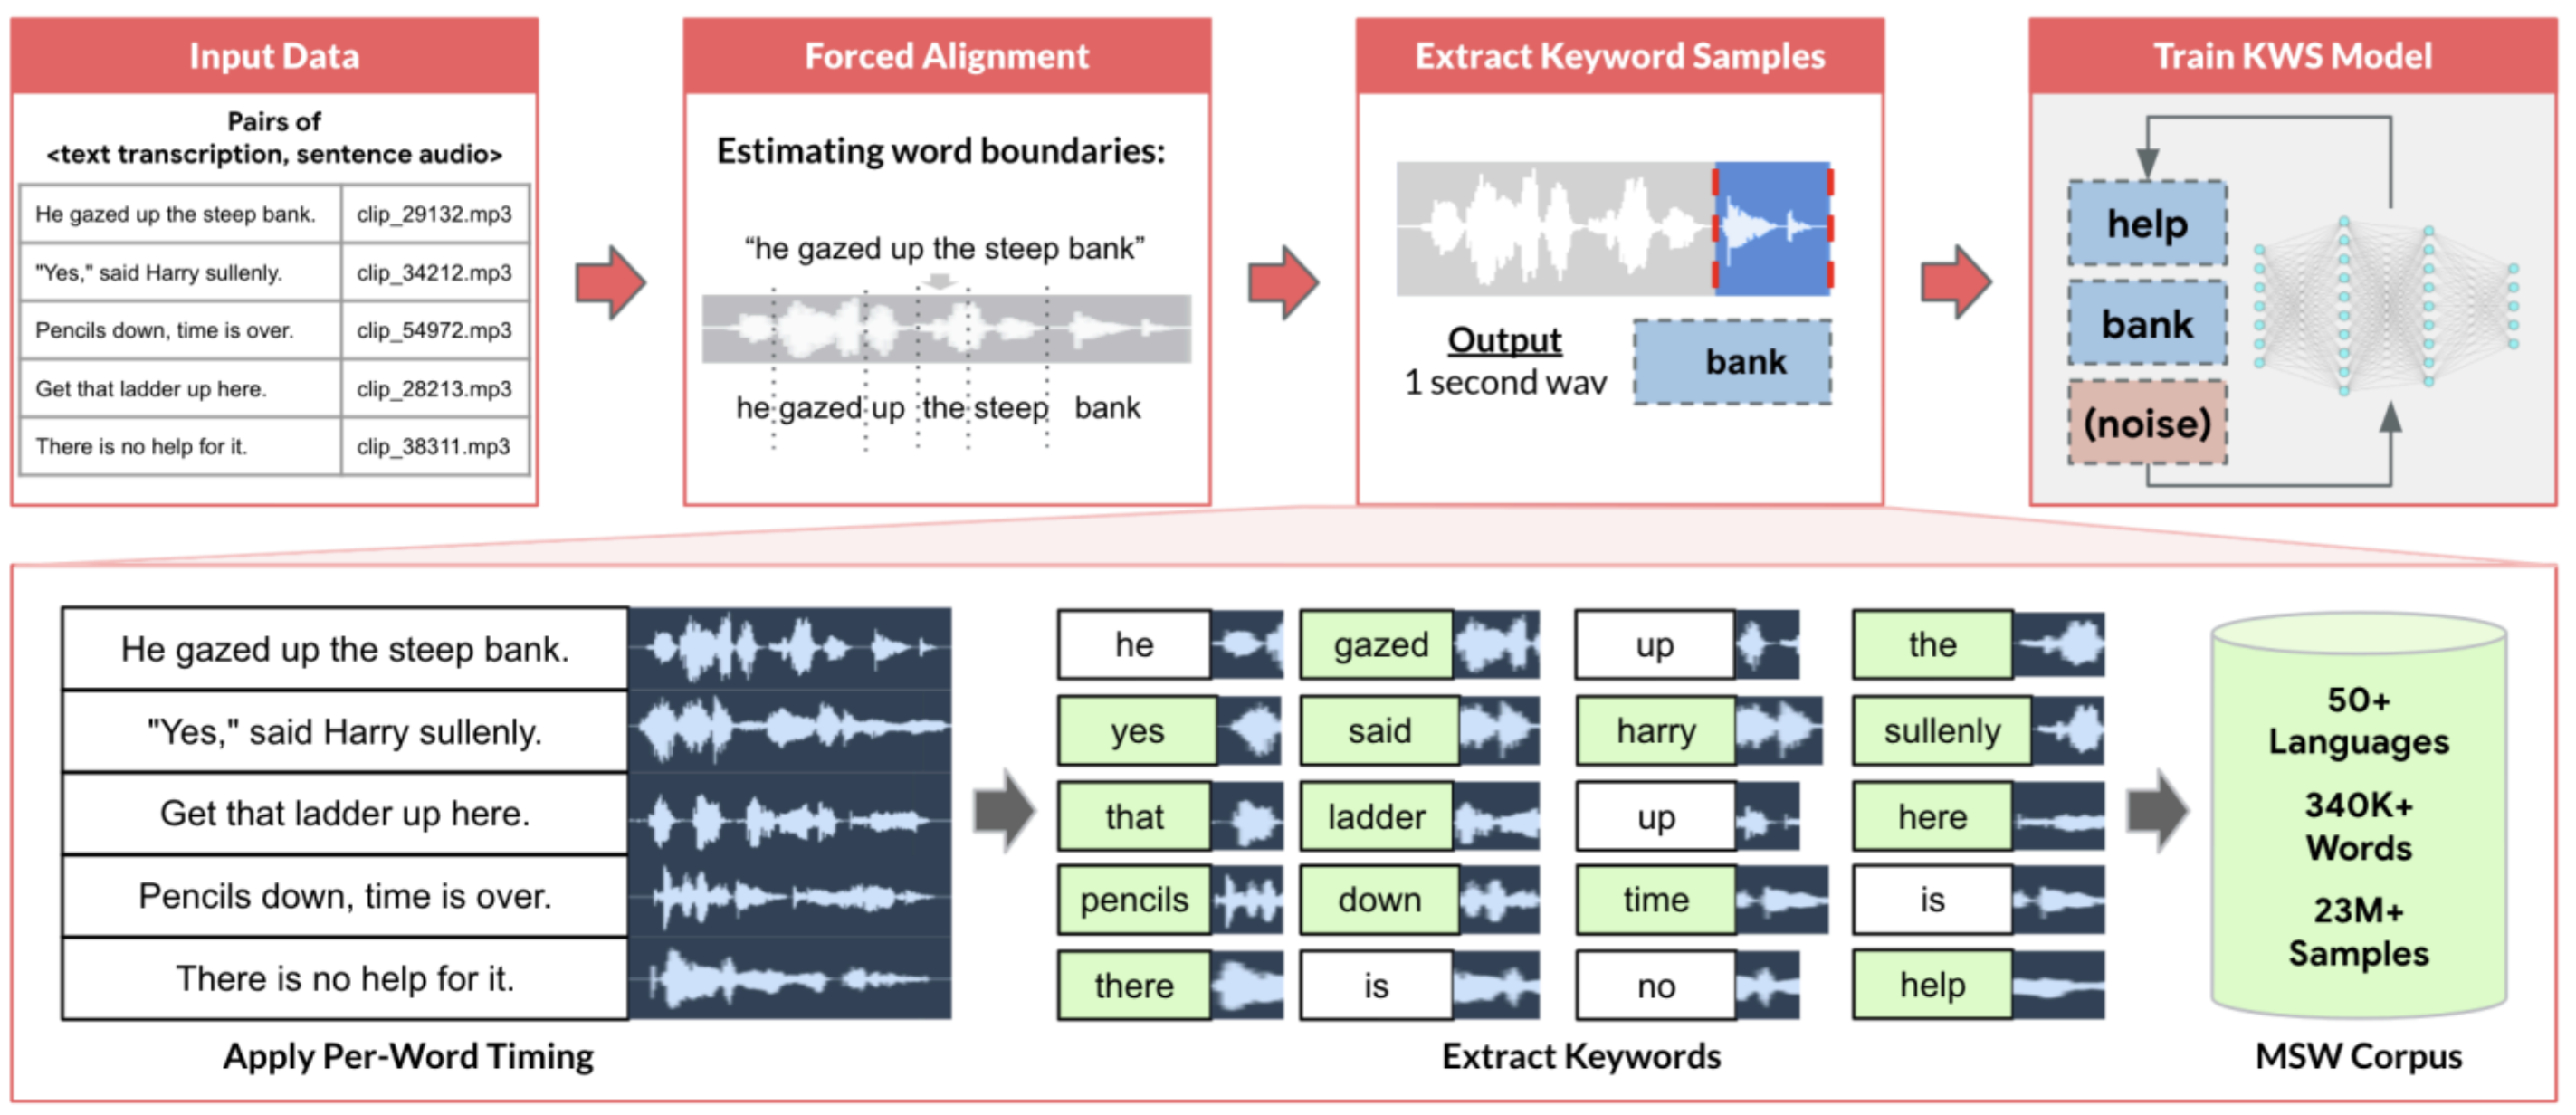 Input Data
Pairs of
<text transcription, sentence audio>
He gazed up the steep bank. clip_29132.mp3
"Yes," said Harry sullenly. clip_34212.mp3
Pencils down, time is over. clip_54972.mp3
Get that ladder up here. clip_28213.mp3
There is no help for it. clip_38311.mp3
Forced Alignment
Estimating word boundaries:
“he gazed up the steep bank”
he gazed up the steep bank
Extract Keyword Samples
Output
1 second wav
bank
Train KWS Model
help
bank
(noise)
He gazed up the steep bank.
"Yes," said Harry sullenly.
Get that ladder up here.
Pencils down, time is over.
There is no help for it.
Apply Per-Word Timing
he gazed up the
yes said harry sullenly
that ladder up here
pencils down time is
there is no help
Extract Keywords
50+
Languages
340K+
Words
23M+
Samples
MSW Corpus